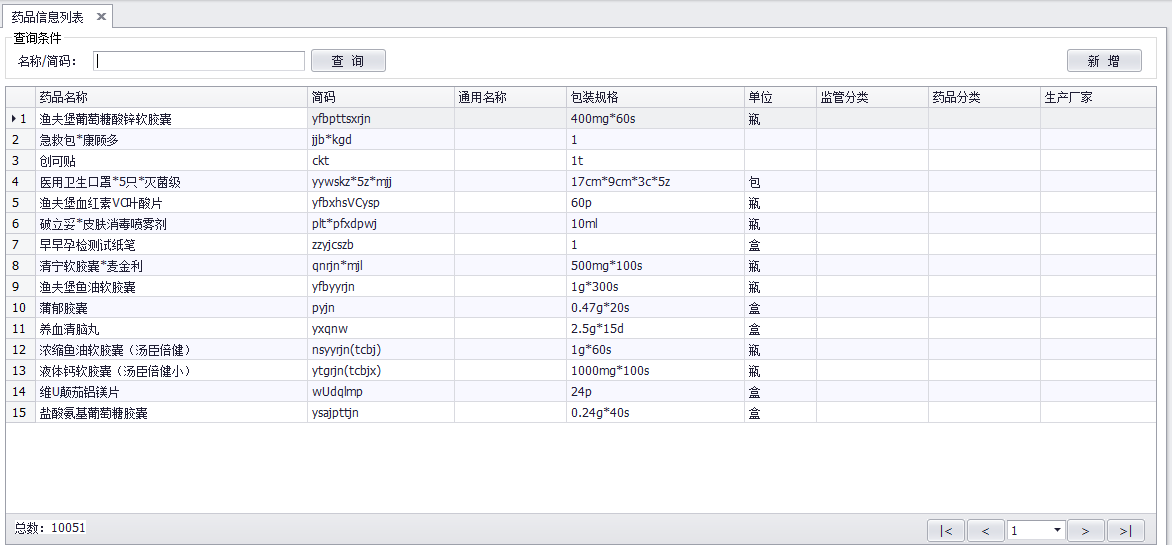 药品信息列表 ×
查询条件
名称/简码: 查 询 新 增
药品名称 简码 通用名称 包装规格 单位 监管分类 药品分类 生产厂家
1 渔夫堡葡萄糖酸锌软胶囊 yfbpttsxrjn 400mg*60s 瓶
2 急救包*康顾多 jjb*kgd 1
3 创可贴 ckt 1t
4 医用卫生口罩*5只*灭菌级 yywskz*5z*mjj 17cm*9cm*3c*5z 包
5 渔夫堡血红素VC叶酸片 yfbxhsVCysp 60p 瓶
6 破立妥*皮肤消毒喷雾剂 plt*pfxdpwj 10ml 瓶
7 早早孕检测试纸笔 zzyjcszb 1 盒
8 清宁软胶囊*麦金利 qnrjn*mjl 500mg*100s 瓶
9 渔夫堡鱼油软胶囊 yfbyyrjn 1g*300s 瓶
10 蒲郁胶囊 pyjn 0.47g*20s 盒
11 养血清脑丸 yxqnw 2.5g*15d 盒
12 浓缩鱼油软胶囊（汤臣倍健） nsyyrjn(tcbj) 1g*60s 瓶
13 液体钙软胶囊（汤臣倍健小） ytgrjn(tcbjx) 1000mg*100s 瓶
14 维U颠茄铝镁片 wUdqlmp 24p 盒
15 盐酸氨基葡萄糖胶囊 ysajpttjn 0.24g*40s 盒
总数: 10051 |< < 1 > >|